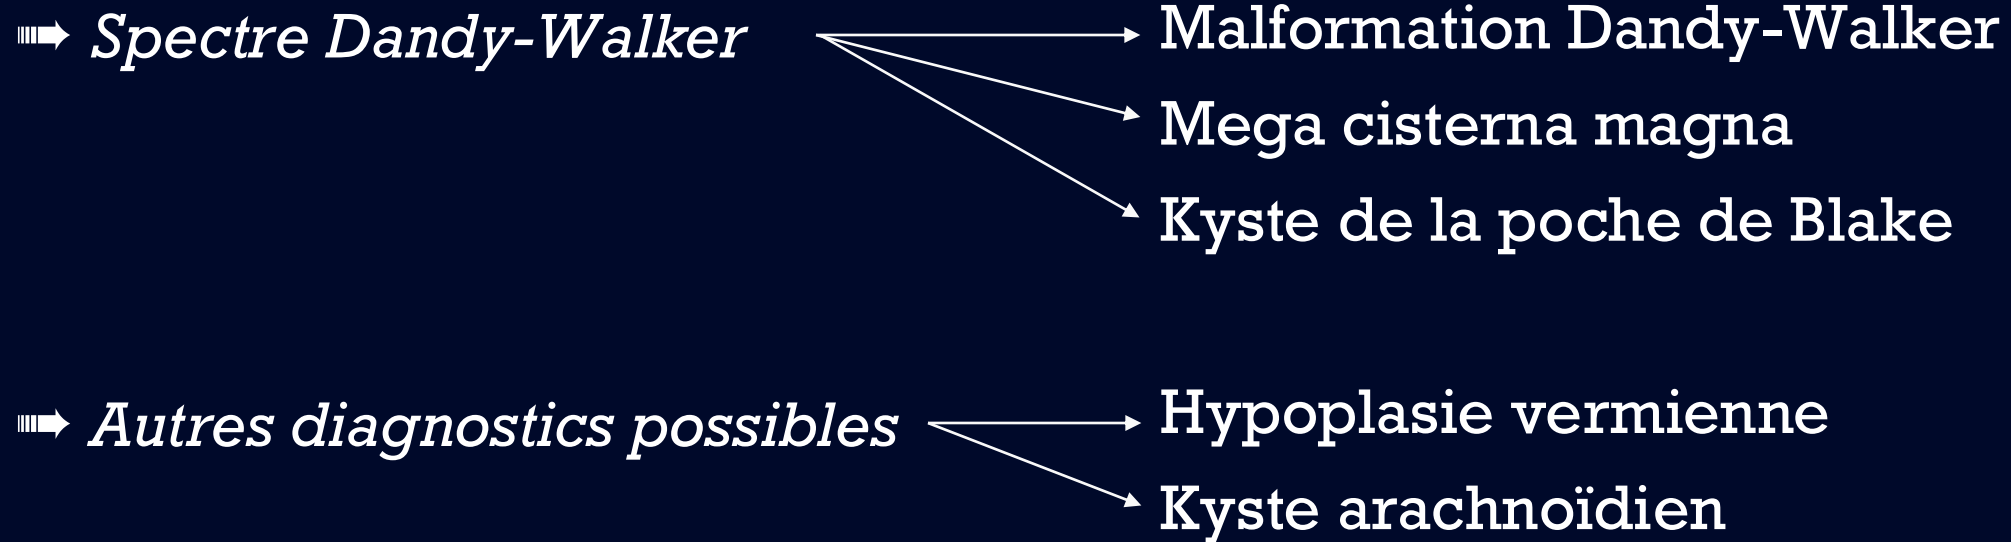 Spectre Dandy-Walker
Malformation Dandy-Walker
Mega cisterna magna
Kyste de la poche de Blake
Autres diagnostics possibles
Hypoplasie vermienne
Kyste arachnoïdien